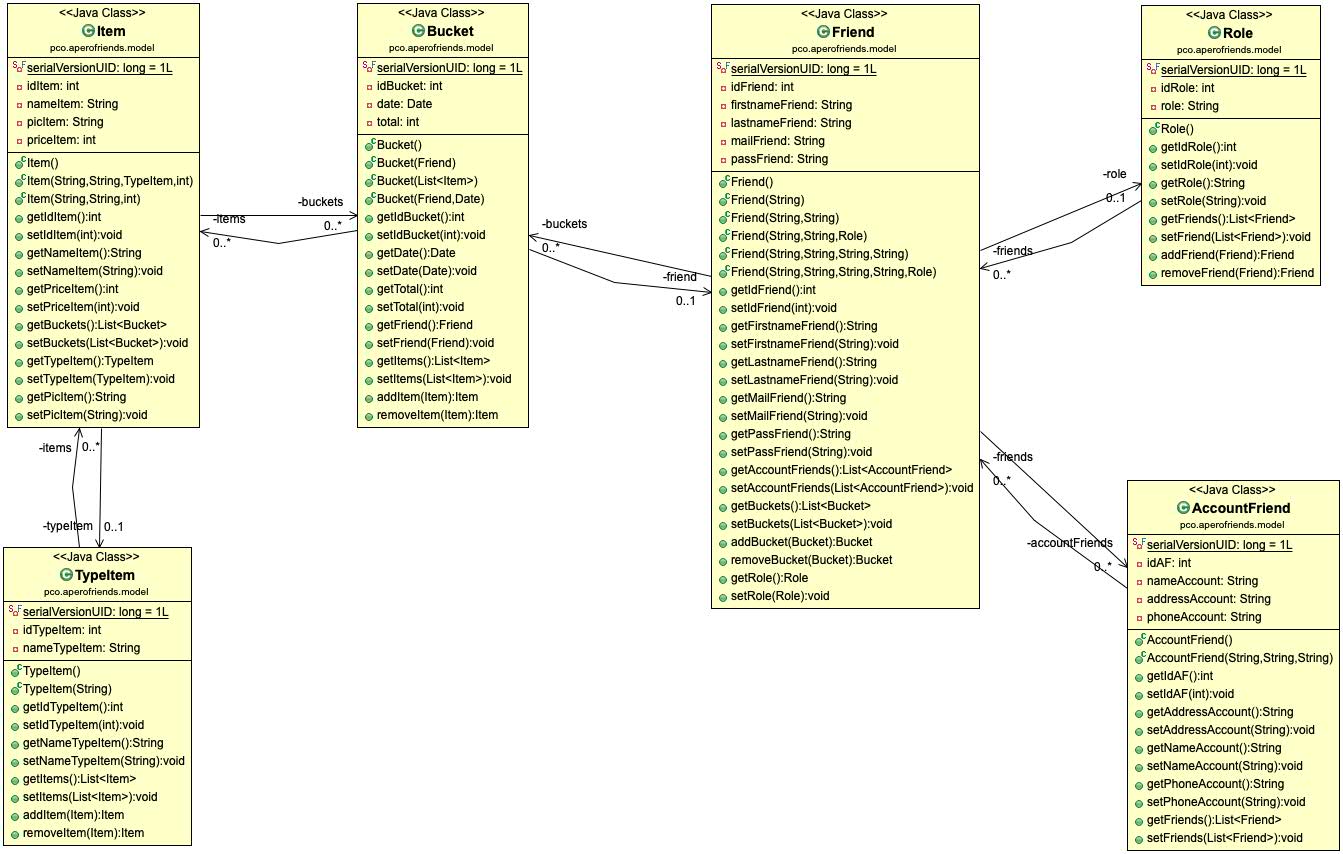 <<Java Class>>
Item
pco.aperofriends.model
serialVersionUID: long = 1L
idItem: int
nameItem: String
picItem: String
priceItem: int
Item()
Item(String,String,TypeItem,int)
Item(String,String,int)
getIdItem():int
setIdItem(int):void
getNameItem():String
setNameItem(String):void
getPriceItem():int
setPriceItem(int):void
getBuckets():List<Bucket>
setBuckets(List<Bucket>):void
getTypeItem():TypeItem
setTypeItem(TypeItem):void
getPicItem():String
setPicItem(String):void
-buckets
0..*
-items
0..*
<<Java Class>>
Bucket
pco.aperofriends.model
serialVersionUID: long = 1L
idBucket: int
date: Date
total: int
Bucket()
Bucket(Friend)
Bucket(List<Item>)
Bucket(Friend,Date)
getIdBucket():int
setIdBucket(int):void
getDate():Date
setDate(Date):void
getTotal():int
setTotal(int):void
getFriend():Friend
setFriend(Friend):void
getItems():List<Item>
setItems(List<Item>):void
addItem(Item):Item
removeItem(Item):Item
-buckets
0..*
-friend
0..1
<<Java Class>>
Friend
pco.aperofriends.model
serialVersionUID: long = 1L
idFriend: int
firstnameFriend: String
lastnameFriend: String
mailFriend: String
passFriend: String
Friend()
Friend(String)
Friend(String,String)
Friend(String,String,Role)
Friend(String,String,String,String)
Friend(String,String,String,String,Role)
getIdFriend():int
setIdFriend(int):void
getFirstnameFriend():String
setFirstnameFriend(String):void
getLastnameFriend():String
setLastnameFriend(String):void
getMailFriend():String
setMailFriend(String):void
getPassFriend():String
setPassFriend(String):void
getAccountFriends():List<AccountFriend>
setAccountFriends(List<AccountFriend>):void
getBuckets():List<Bucket>
setBuckets(List<Bucket>):void
addBucket(Bucket):Bucket
removeBucket(Bucket):Bucket
getRole():Role
setRole(Role):void
-role
0..1
-friends
0..*
<<Java Class>>
Role
pco.aperofriends.model
serialVersionUID: long = 1L
idRole: int
role: String
Role()
getIdRole():int
setIdRole(int):void
getRole():String
setRole(String):void
getFriends():List<Friend>
setFriend(List<Friend>):void
addFriend(Friend):Friend
removeFriend(Friend):Friend
-items
0..*
-typeItem
0..1
<<Java Class>>
TypeItem
pco.aperofriends.model
serialVersionUID: long = 1L
idTypeItem: int
nameTypeItem: String
TypeItem()
TypeItem(String)
getIdTypeItem():int
setIdTypeItem(int):void
getNameTypeItem():String
setNameTypeItem(String):void
getItems():List<Item>
setItems(List<Item>):void
addItem(Item):Item
removeItem(Item):Item
-friends
0..*
-accountFriends
0..*
<<Java Class>>
AccountFriend
pco.aperofriends.model
serialVersionUID: long = 1L
idAF: int
nameAccount: String
addressAccount: String
phoneAccount: String
AccountFriend()
AccountFriend(String,String,String)
getIdAF():int
setIdAF(int):void
getAddressAccount():String
setAddressAccount(String):void
getNameAccount():String
setNameAccount(String):void
getPhoneAccount():String
setPhoneAccount(String):void
getFriends():List<Friend>
setFriends(List<Friend>):void